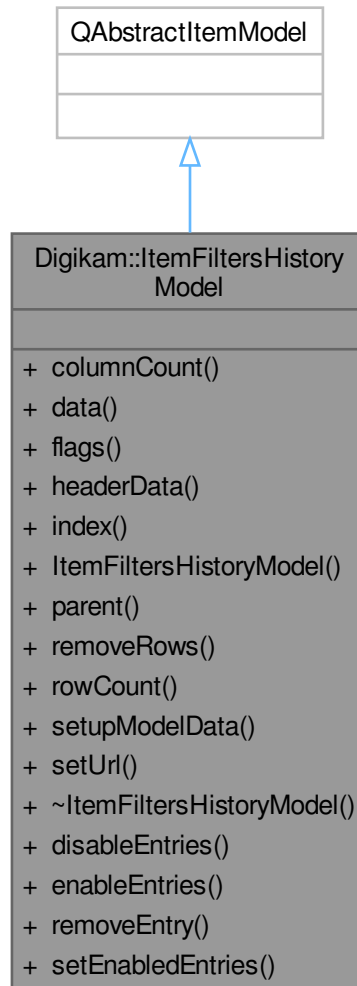 QAbstractItemModel
Digikam::ItemFiltersHistory
Model
+ columnCount()
+ data()
+ flags()
+ headerData()
+ index()
+ ItemFiltersHistoryModel()
+ parent()
+ removeRows()
+ rowCount()
+ setupModelData()
+ setUrl()
+ ~ItemFiltersHistoryModel()
+ disableEntries()
+ enableEntries()
+ removeEntry()
+ setEnabledEntries()